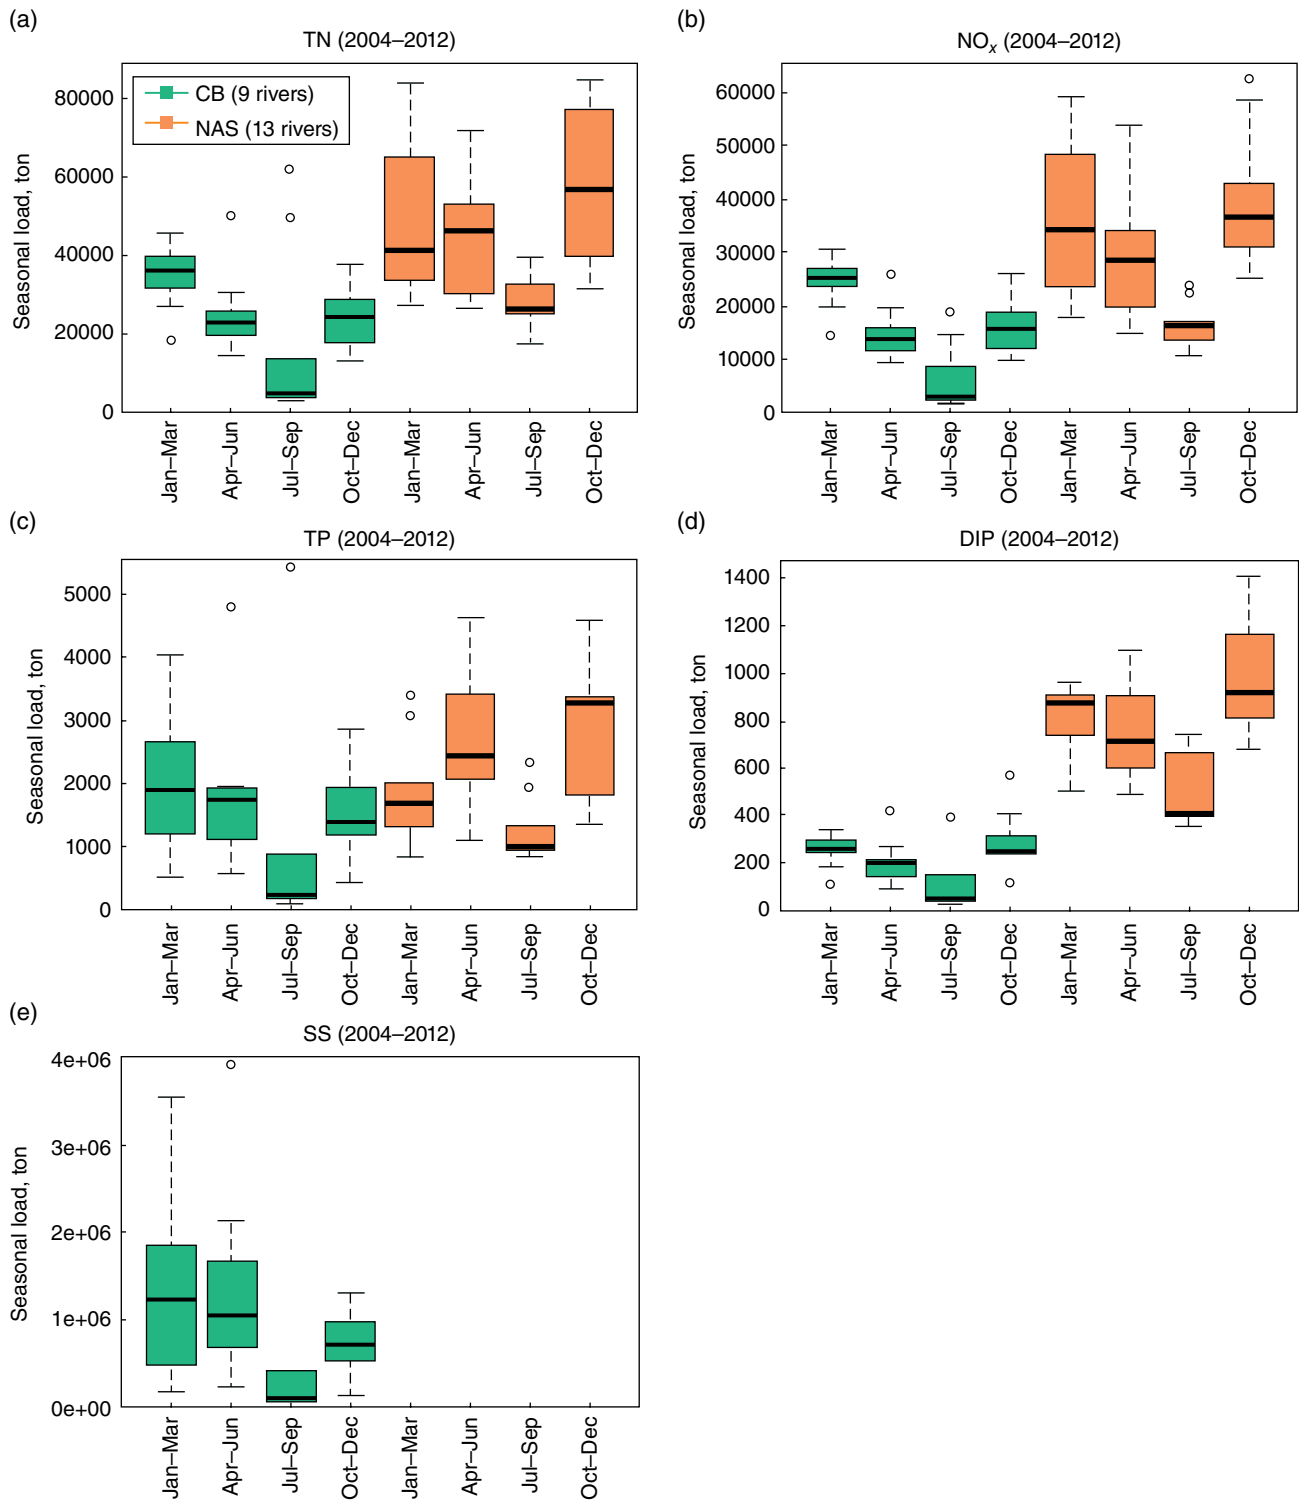 (a)
TN (2004–2012)
Seasonal load, ton
80000
60000
40000
20000
0
CB (9 rivers)
NAS (13 rivers)
Jan–Mar
Apr–Jun
Jul–Sep
Oct–Dec
Jan–Mar
Apr–Jun
Jul–Sep
Oct–Dec
(b)
NOx (2004–2012)
Seasonal load, ton
60000
50000
40000
30000
20000
10000
0
Jan–Mar
Apr–Jun
Jul–Sep
Oct–Dec
Jan–Mar
Apr–Jun
Jul–Sep
Oct–Dec
(c)
TP (2004–2012)
Seasonal load, ton
5000
4000
3000
2000
1000
0
Jan–Mar
Apr–Jun
Jul–Sep
Oct–Dec
Jan–Mar
Apr–Jun
Jul–Sep
Oct–Dec
(d)
DIP (2004–2012)
Seasonal load, ton
1400
1200
1000
800
600
400
200
0
Jan–Mar
Apr–Jun
Jul–Sep
Oct–Dec
Jan–Mar
Apr–Jun
Jul–Sep
Oct–Dec
(e)
SS (2004–2012)
Seasonal load, ton
4e+06
3e+06
2e+06
1e+06
0e+00
Jan–Mar
Apr–Jun
Jul–Sep
Oct–Dec
Jan–Mar
Apr–Jun
Jul–Sep
Oct–Dec